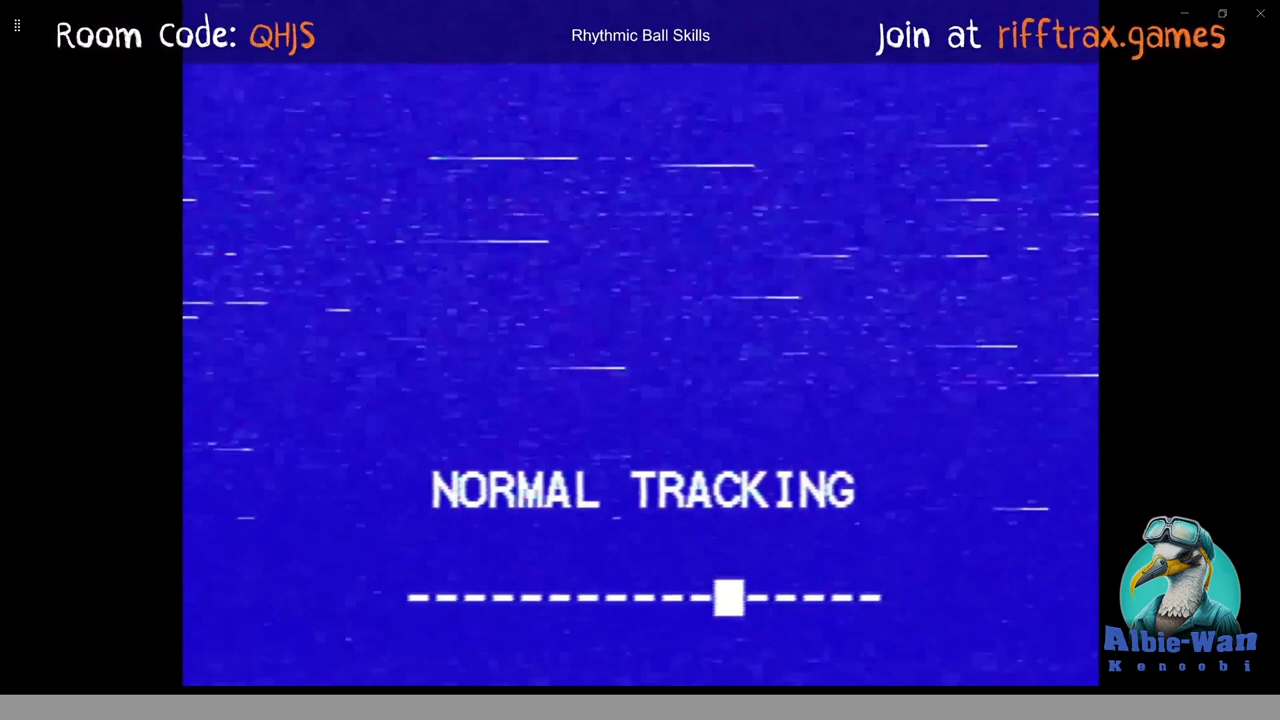 Room Code: QHJS
Rhythmic Ball Skills
Join at rifftrax.games
NORMAL TRACKING
Albie-Wan
Kenoobi